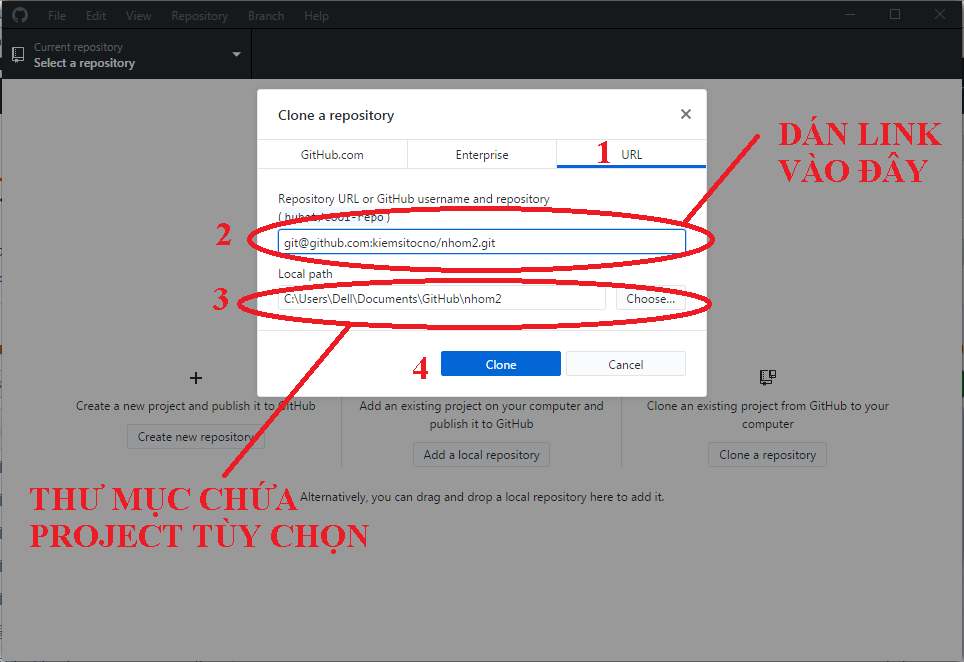 File Edit View Repository Branch Help
Current repository
Select a repository
Clone a repository
GitHub.com Enterprise 1 URL
DÁN LINK
VÀO ĐÂY
Repository URL or GitHub username and repository
(hubot/cool-repo)
2 git@github.com:kiemsitocno/nhom2.git
Local path
3 C:\Users\Dell\Documents\GitHub\nhom2 Choose...
4 Clone Cancel
Create a new project and publish it to GitHub
Create new repository
Add an existing project on your computer and
publish it to GitHub
Add a local repository
Clone an existing project from GitHub to your
computer
Clone a repository
Alternatively, you can drag and drop a local repository here to add it.
THƯ MỤC CHỨA
PROJECT TÙY CHỌN